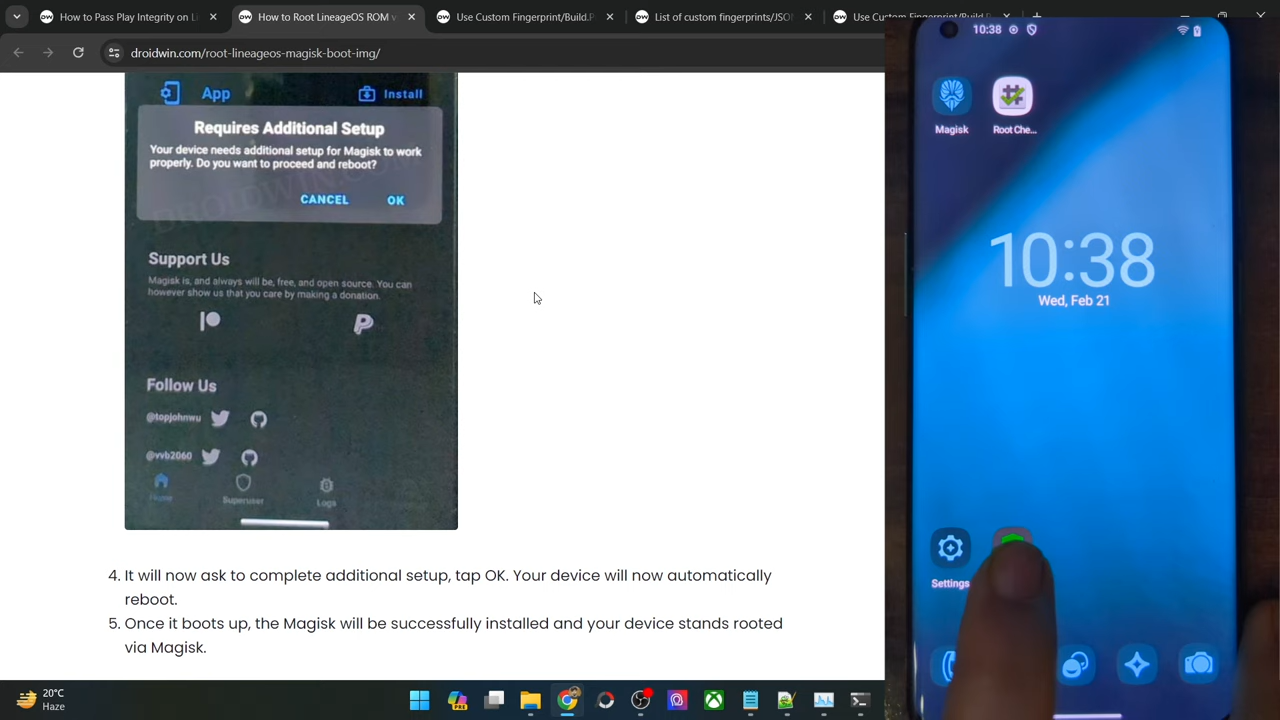 How to Pass Play Integrity on Li
How to Root LineageOS ROM v
Use Custom Fingerprint/Build.P
List of custom fingerprints/JSON
Use Custom Fingerprint/Build.P
droidwin.com/root-lineageos-magisk-boot-img/
App
Install
Requires Additional Setup
Your device needs additional setup for Magisk to work
properly. Do you want to proceed and reboot?
CANCEL
OK
DROIDWIN.COM
Support Us
Magisk is, and always will be, free, and open source. You can
however show us that you care by making a donation.
Follow Us
@topjohnwu
@vvb2060
Home
Superuser
Logs
4. It will now ask to complete additional setup, tap OK. Your device will now automatically
reboot.
5. Once it boots up, the Magisk will be successfully installed and your device stands rooted
via Magisk.
20°C
Haze
PRE
10:38
Magisk
Root Che...
10:38
Wed, Feb 21
Settings